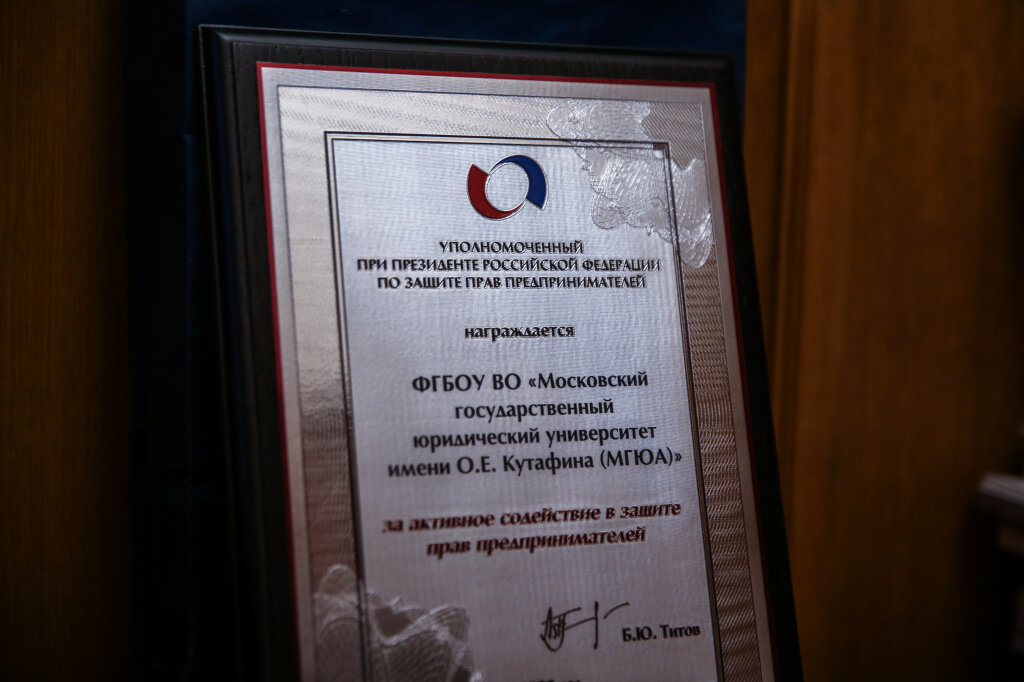 УПОЛНОМОЧЕННЫЙ
ПРИ ПРЕЗИДЕНТЕ РОССИЙСКОЙ ФЕДЕРАЦИИ
ПО ЗАЩИТЕ ПРАВ ПРЕДПРИНИМАТЕЛЕЙ
награждается
ФГБОУ ВО «Московский
государственный
юридический университет
имени О.Е. Кутафина (МГЮА)»
за активное содействие в защите
прав предпринимателей
Б.Ю. Титов